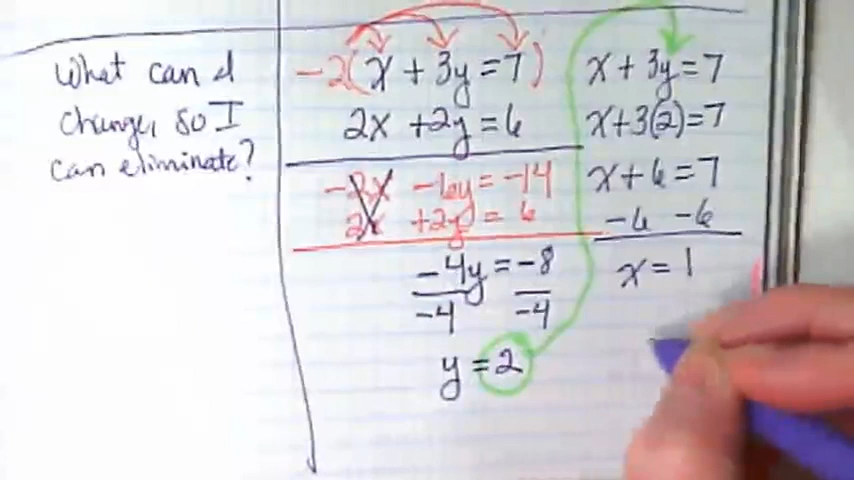 What can I
change, so I
can eliminate?
-2(x + 3y = 7)
2x + 2y = 6
-2x -6y = -14
2x +2y = 6
-4y = -8
-4 -4
y = 2
x + 3y = 7
x + 3(2) = 7
x + 6 = 7
-6 -6
x = 1